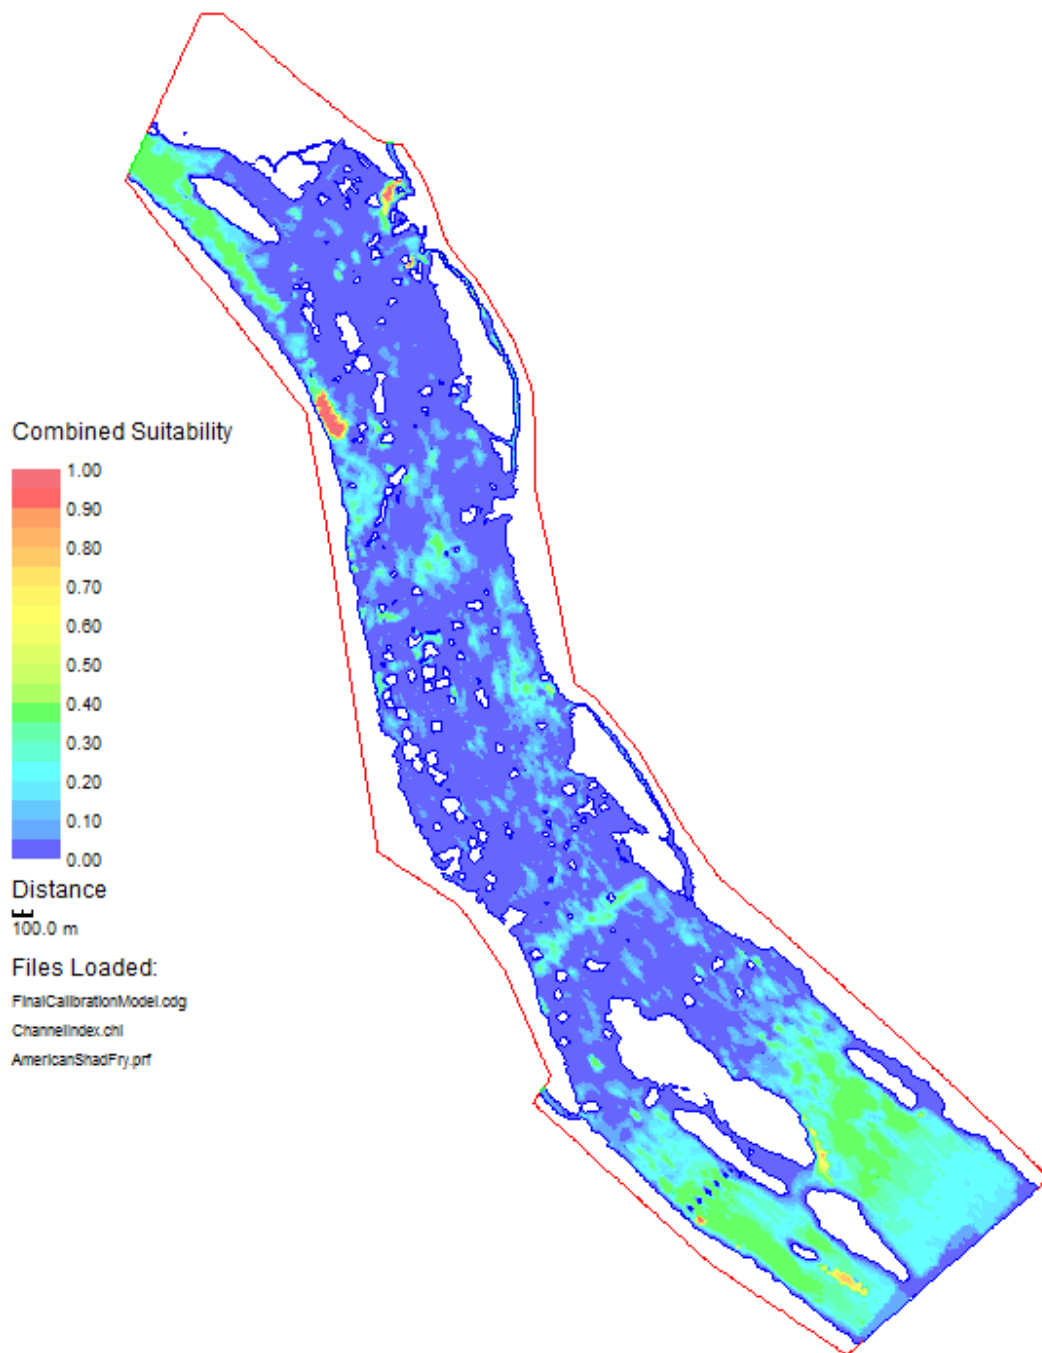 Combined Suitability
1.00
0.90
0.80
0.70
0.60
0.50
0.40
0.30
0.20
0.10
0.00
Distance
100.0 m
Files Loaded:
FinalCalibrationModel.cdg
ChannelIndex.chi
AmericanShadFry.prf